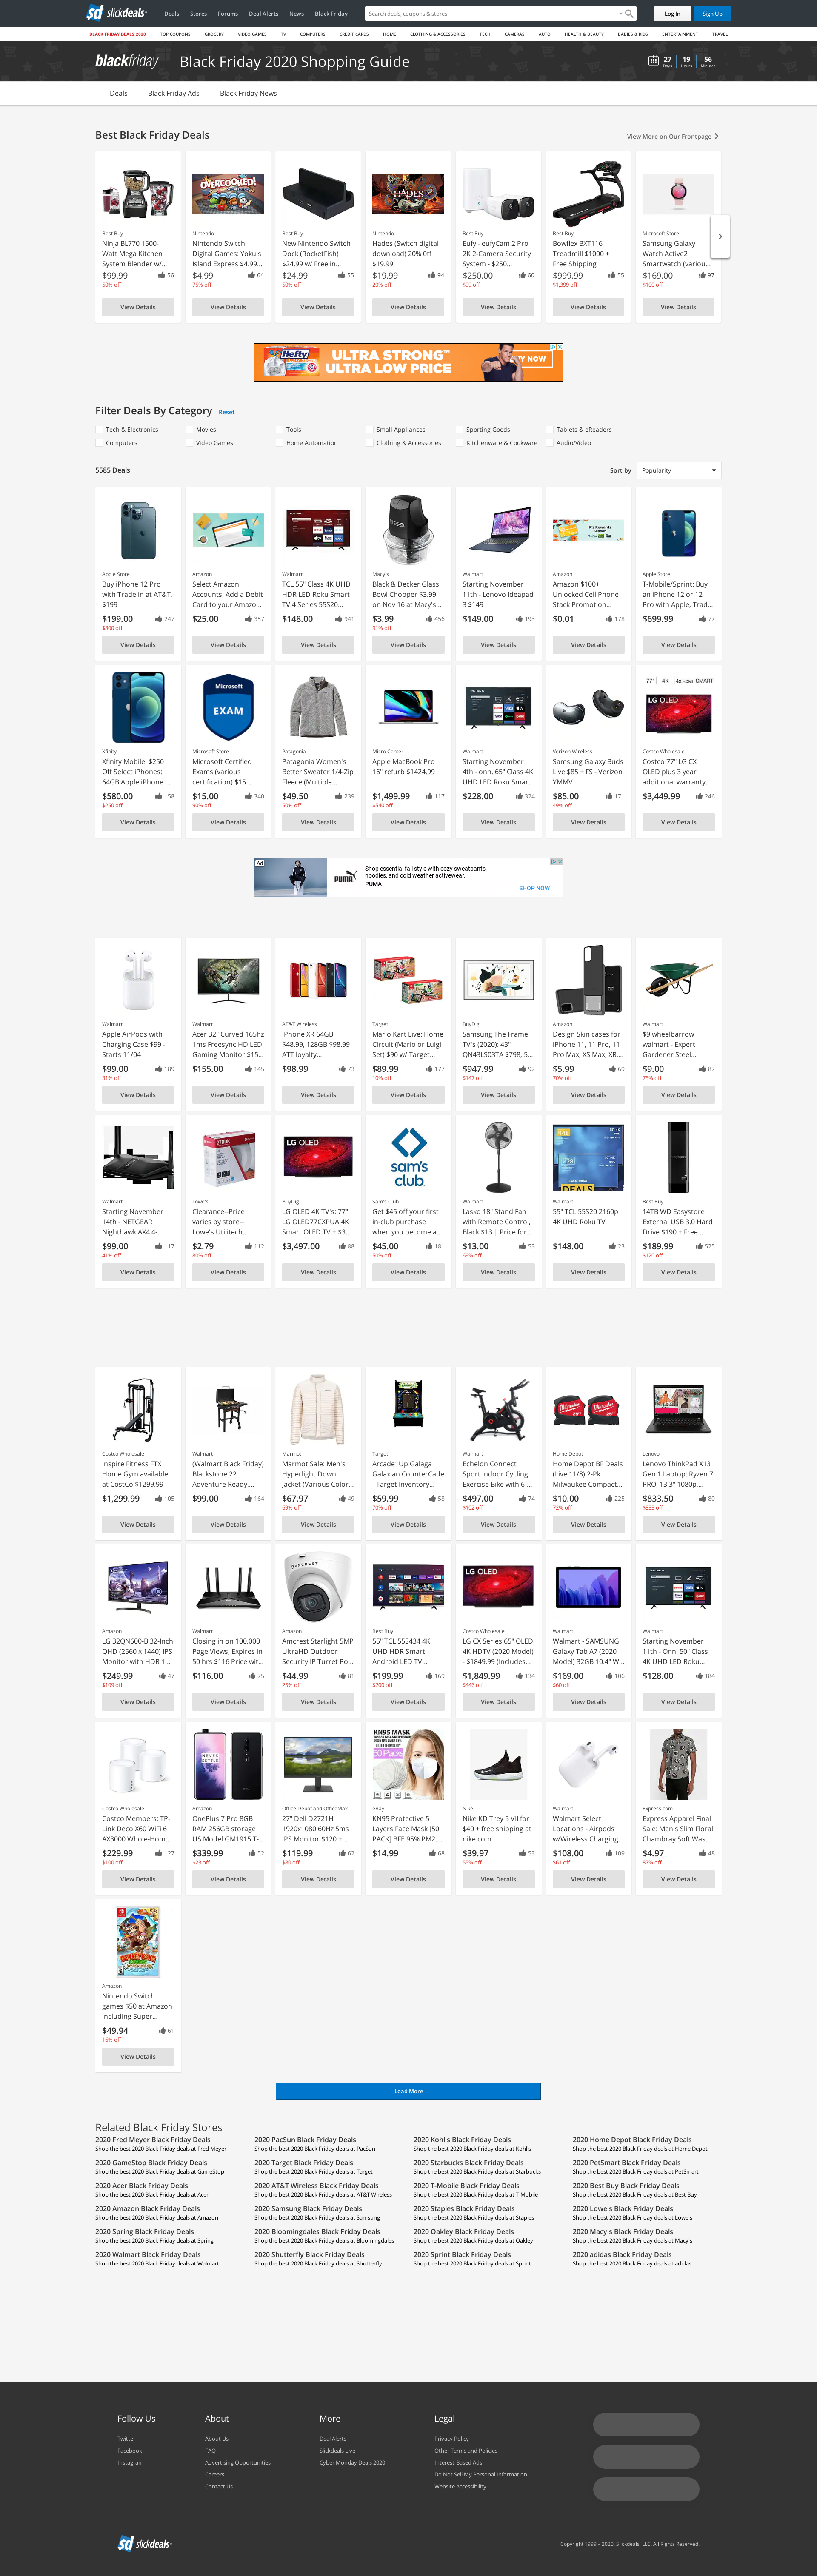 slickdeals
Deals Stores Forums Deal Alerts News Black Friday
Search deals, coupons & stores
Log In Sign Up
BLACK FRIDAY DEALS 2020 TOP COUPONS GROCERY VIDEO GAMES TV COMPUTERS CREDIT CARDS HOME CLOTHING & ACCESSORIES TECH CAMERAS AUTO HEALTH & BEAUTY BABIES & KIDS ENTERTAINMENT TRAVEL
blackfriday Black Friday 2020 Shopping Guide
27 Days 19 Hours 56 Minutes
Deals Black Friday Ads Black Friday News
Best Black Friday Deals
View More on Our Frontpage
Best Buy
Ninja BL770 1500-
Watt Mega Kitchen
System Blender w/...
$99.99 56
50% off
View Details
Nintendo
Nintendo Switch
Digital Games: Yoku's
Island Express $4.99...
$4.99 64
75% off
View Details
Best Buy
New Nintendo Switch
Dock (RocketFish)
$24.99 w/ Free in...
$24.99 55
50% off
View Details
Nintendo
Hades (Switch digital
download) 20% 0ff
$19.99
$19.99 94
20% off
View Details
Best Buy
Eufy - eufyCam 2 Pro
2K 2-Camera Security
System - $250...
$250.00 60
$99 off
View Details
Best Buy
Bowflex BXT116
Treadmill $1000 +
Free Shipping
$999.99 55
$1,399 off
View Details
Microsoft Store
Samsung Galaxy
Watch Active2
Smartwatch (variou...
$169.00 97
$100 off
View Details
Hefty
ULTRA STRONG™
ULTRA LOW PRICE
Filter Deals By Category Reset
Tech & Electronics Movies Tools Small Appliances Sporting Goods Tablets & eReaders
Computers Video Games Home Automation Clothing & Accessories Kitchenware & Cookware Audio/Video
5585 Deals
Sort by Popularity
Apple Store
Buy iPhone 12 Pro
with Trade in at AT&T,
$199
$199.00 247
$800 off
View Details
Amazon
Select Amazon
Accounts: Add a Debit
Card to your Amazo...
$25.00 357
View Details
Walmart
TCL 55" Class 4K UHD
HDR LED Roku Smart
TV 4 Series 55S20...
$148.00 941
View Details
Macy's
Black & Decker Glass
Bowl Chopper $3.99
on Nov 16 at Macy's...
$3.99 456
91% off
View Details
Walmart
Starting November
11th - Lenovo Ideapad
3 $149
$149.00 193
View Details
Amazon
Amazon $100+
Unlocked Cell Phone
Stack Promotion...
$0.01 178
View Details
Apple Store
T-Mobile/Sprint: Buy
an iPhone 12 or 12
Pro with Apple, Trad...
$699.99 77
View Details
Xfinity
Xfinity Mobile: $250
Off Select iPhones:
64GB Apple iPhone ...
$580.00 158
$250 off
View Details
Microsoft
EXAM
Microsoft Store
Microsoft Certified
Exams (various
certification) $15...
$15.00 340
90% off
View Details
Patagonia
Patagonia Women's
Better Sweater 1/4-Zip
Fleece (Multiple...
$49.50 239
50% off
View Details
Micro Center
Apple MacBook Pro
16" refurb $1424.99
$1,499.99 117
$540 off
View Details
Walmart
Starting November
4th - onn. 65" Class 4K
UHD LED Roku Smar...
$228.00 324
View Details
Verizon Wireless
Samsung Galaxy Buds
Live $85 + FS - Verizon
YMMV
$85.00 171
49% off
View Details
77" 4K 4x HDMI SMART
LG OLED
Costco Wholesale
Costco 77" LG CX
OLED plus 3 year
additional warranty...
$3,449.99 246
View Details
Ad
PUMA
Shop essential fall style with cozy sweatpants,
hoodies, and cold weather activewear.
PUMA
SHOP NOW
Walmart
Apple AirPods with
Charging Case $99 -
Starts 11/04
$99.00 189
31% off
View Details
Walmart
Acer 32" Curved 165hz
1ms Freesync HD LED
Gaming Monitor $15...
$155.00 145
View Details
AT&T Wireless
iPhone XR 64GB
$48.99, 128GB $98.99
ATT loyalty...
$98.99 73
View Details
Target
Mario Kart Live: Home
Circuit (Mario or Luigi
Set) $90 w/ Target...
$89.99 177
10% off
View Details
BuyDig
Samsung The Frame
TV's (2020): 43"
QN43LS03TA $798, 5...
$947.99 92
$147 off
View Details
Amazon
Design Skin cases for
iPhone 11, 11 Pro, 11
Pro Max, XS Max, XR,...
$5.99 69
70% off
View Details
Walmart
$9 wheelbarrow
walmart - Expert
Gardener Steel...
$9.00 87
75% off
View Details
Walmart
Starting November
14th - NETGEAR
Nighthawk AX4 4-...
$99.00 117
41% off
View Details
Lowe's
Clearance--Price
varies by store--
Lowe's Utilitech...
$2.79 112
80% off
View Details
LG OLED
BuyDig
LG OLED 4K TV's: 77"
LG OLED77CXPUA 4K
Smart OLED TV + $3...
$3,497.00 88
View Details
sam's club
Sam's Club
Get $45 off your first
in-club purchase
when you become a...
$45.00 181
50% off
View Details
Walmart
Lasko 18" Stand Fan
with Remote Control,
Black $13 | Price for...
$13.00 53
69% off
View Details
DEALS
Walmart
55" TCL 55S20 2160p
4K UHD Roku TV
$148.00 23
View Details
Best Buy
14TB WD Easystore
External USB 3.0 Hard
Drive $190 + Free...
$189.99 525
$120 off
View Details
Costco Wholesale
Inspire Fitness FTX
Home Gym available
at CostCo $1299.99
$1,299.99 105
View Details
Walmart
(Walmart Black Friday)
Blackstone 22
Adventure Ready,...
$99.00 164
View Details
Marmot
Marmot Sale: Men's
Hyperlight Down
Jacket (Various Color...
$67.97 49
69% off
View Details
Target
Arcade1Up Galaga
Galaxian CounterCade
- Target Inventory...
$59.99 58
70% off
View Details
Walmart
Echelon Connect
Sport Indoor Cycling
Exercise Bike with 6-...
$497.00 74
$102 off
View Details
Home Depot
Home Depot BF Deals
(Live 11/8) 2-Pk
Milwaukee Compact...
$10.00 225
72% off
View Details
Lenovo
Lenovo ThinkPad X13
Gen 1 Laptop: Ryzen 7
PRO, 13.3" 1080p,...
$833.50 80
$833 off
View Details
Amazon
LG 32QN600-B 32-Inch
QHD (2560 x 1440) IPS
Monitor with HDR 1...
$249.99 47
$109 off
View Details
Walmart
Closing in on 100,000
Page Views; Expires in
50 hrs $116 Price wit...
$116.00 75
View Details
AMCREST
Amazon
Amcrest Starlight 5MP
UltraHD Outdoor
Security IP Turret Po...
$44.99 81
25% off
View Details
Best Buy
55" TCL 55S434 4K
UHD HDR Smart
Android LED TV...
$199.99 169
$200 off
View Details
LG OLED
Costco Wholesale
LG CX Series 65" OLED
4K HDTV (2020 Model)
- $1849.99 (Includes...
$1,849.99 134
$446 off
View Details
Walmart
Walmart - SAMSUNG
Galaxy Tab A7 (2020
Model) 32GB 10.4" W...
$169.00 106
$60 off
View Details
Walmart
Starting November
11th - Onn. 50" Class
4K UHD LED Roku...
$128.00 184
View Details
Costco Wholesale
Costco Members: TP-
Link Deco X60 WiFi 6
AX3000 Whole-Hom...
$229.99 127
$100 off
View Details
Amazon
OnePlus 7 Pro 8GB
RAM 256GB storage
US Model GM1915 T-...
$339.99 52
$23 off
View Details
Office Depot and OfficeMax
27" Dell D2721H
1920x1080 60Hz 5ms
IPS Monitor $120 +...
$119.99 62
$80 off
View Details
KN95 MASK
eBay
KN95 Protective 5
Layers Face Mask [50
PACK] BFE 95% PM2....
$14.99 68
View Details
Nike
Nike KD Trey 5 VII for
$40 + free shipping at
nike.com
$39.97 53
55% off
View Details
Walmart
Walmart Select
Locations - Airpods
w/Wireless Charging...
$108.00 109
$61 off
View Details
Express.com
Express Apparel Final
Sale: Men's Slim Floral
Chambray Soft Was...
$4.97 48
87% off
View Details
Amazon
Nintendo Switch
games $50 at Amazon
including Super...
$49.94 61
16% off
View Details
Load More
Related Black Friday Stores
2020 Fred Meyer Black Friday Deals
Shop the best 2020 Black Friday deals at Fred Meyer
2020 PacSun Black Friday Deals
Shop the best 2020 Black Friday deals at PacSun
2020 Kohl's Black Friday Deals
Shop the best 2020 Black Friday deals at Kohl's
2020 Home Depot Black Friday Deals
Shop the best 2020 Black Friday deals at Home Depot
2020 GameStop Black Friday Deals
Shop the best 2020 Black Friday deals at GameStop
2020 Target Black Friday Deals
Shop the best 2020 Black Friday deals at Target
2020 Starbucks Black Friday Deals
Shop the best 2020 Black Friday deals at Starbucks
2020 PetSmart Black Friday Deals
Shop the best 2020 Black Friday deals at PetSmart
2020 Acer Black Friday Deals
Shop the best 2020 Black Friday deals at Acer
2020 AT&T Wireless Black Friday Deals
Shop the best 2020 Black Friday deals at AT&T Wireless
2020 T-Mobile Black Friday Deals
Shop the best 2020 Black Friday deals at T-Mobile
2020 Best Buy Black Friday Deals
Shop the best 2020 Black Friday deals at Best Buy
2020 Amazon Black Friday Deals
Shop the best 2020 Black Friday deals at Amazon
2020 Samsung Black Friday Deals
Shop the best 2020 Black Friday deals at Samsung
2020 Staples Black Friday Deals
Shop the best 2020 Black Friday deals at Staples
2020 Lowe's Black Friday Deals
Shop the best 2020 Black Friday deals at Lowe's
2020 Spring Black Friday Deals
Shop the best 2020 Black Friday deals at Spring
2020 Bloomingdales Black Friday Deals
Shop the best 2020 Black Friday deals at Bloomingdales
2020 Oakley Black Friday Deals
Shop the best 2020 Black Friday deals at Oakley
2020 Macy's Black Friday Deals
Shop the best 2020 Black Friday deals at Macy's
2020 Walmart Black Friday Deals
Shop the best 2020 Black Friday deals at Walmart
2020 Shutterfly Black Friday Deals
Shop the best 2020 Black Friday deals at Shutterfly
2020 Sprint Black Friday Deals
Shop the best 2020 Black Friday deals at Sprint
2020 adidas Black Friday Deals
Shop the best 2020 Black Friday deals at adidas
Follow Us
Twitter
Facebook
Instagram
About
About Us
FAQ
Advertising Opportunities
Careers
Contact Us
More
Deal Alerts
Slickdeals Live
Cyber Monday Deals 2020
Legal
Privacy Policy
Other Terms and Policies
Interest-Based Ads
Do Not Sell My Personal Information
Website Accessibility
slickdeals
Copyright 1999 – 2020. Slickdeals, LLC. All Rights Reserved.